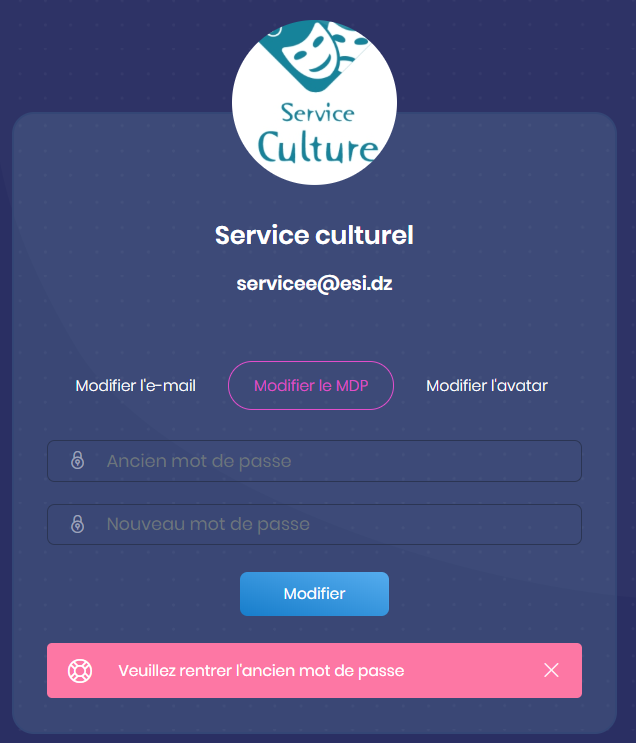 Service
Culture
Service culturel
servicee@esi.dz
Modifier l'e-mail
Modifier le MDP
Modifier l'avatar
Ancien mot de passe
Nouveau mot de passe
Modifier
Veuillez rentrer l'ancien mot de passe